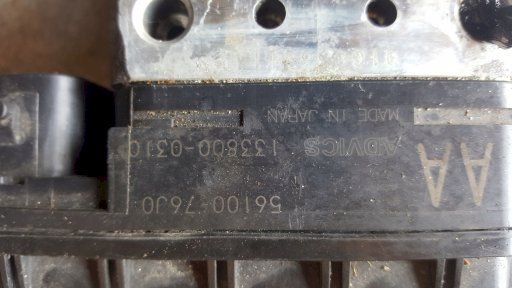 AA
56100-76J0
ADVICS 133800-0310
MADE IN JAPAN